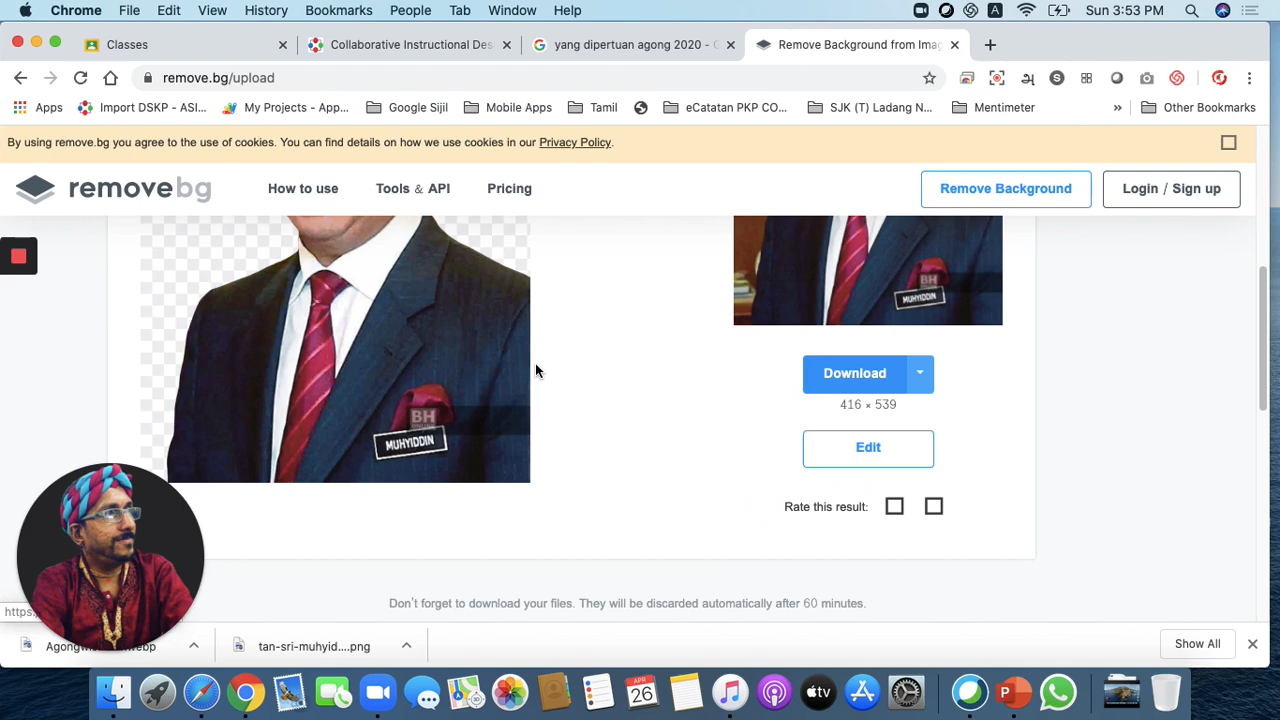 Chrome File Edit View History Bookmarks People Tab Window Help A Sun 3:53 PM
Classes Collaborative Instructional Des yang dipertuan agong 2020 - Remove Background from Imag
remove.bg/upload
Apps Import DSKP - ASI... My Projects - App... Google Sijil Mobile Apps Tamil eCatatan PKP CO... SJK (T) Ladang N... Mentimeter » Other Bookmarks
By using remove.bg you agree to the use of cookies. You can find details on how we use cookies in our Privacy Policy.
removebg How to use Tools & API Pricing Remove Background Login / Sign up
BH
MUHYIDDIN
BH
MUHYIDDIN
Download
416 × 539
Edit
Rate this result:
https:
Don't forget to download your files. They will be discarded automatically after 60 minutes.
tan-sri-muhyid....png Show All
APR
26
tv